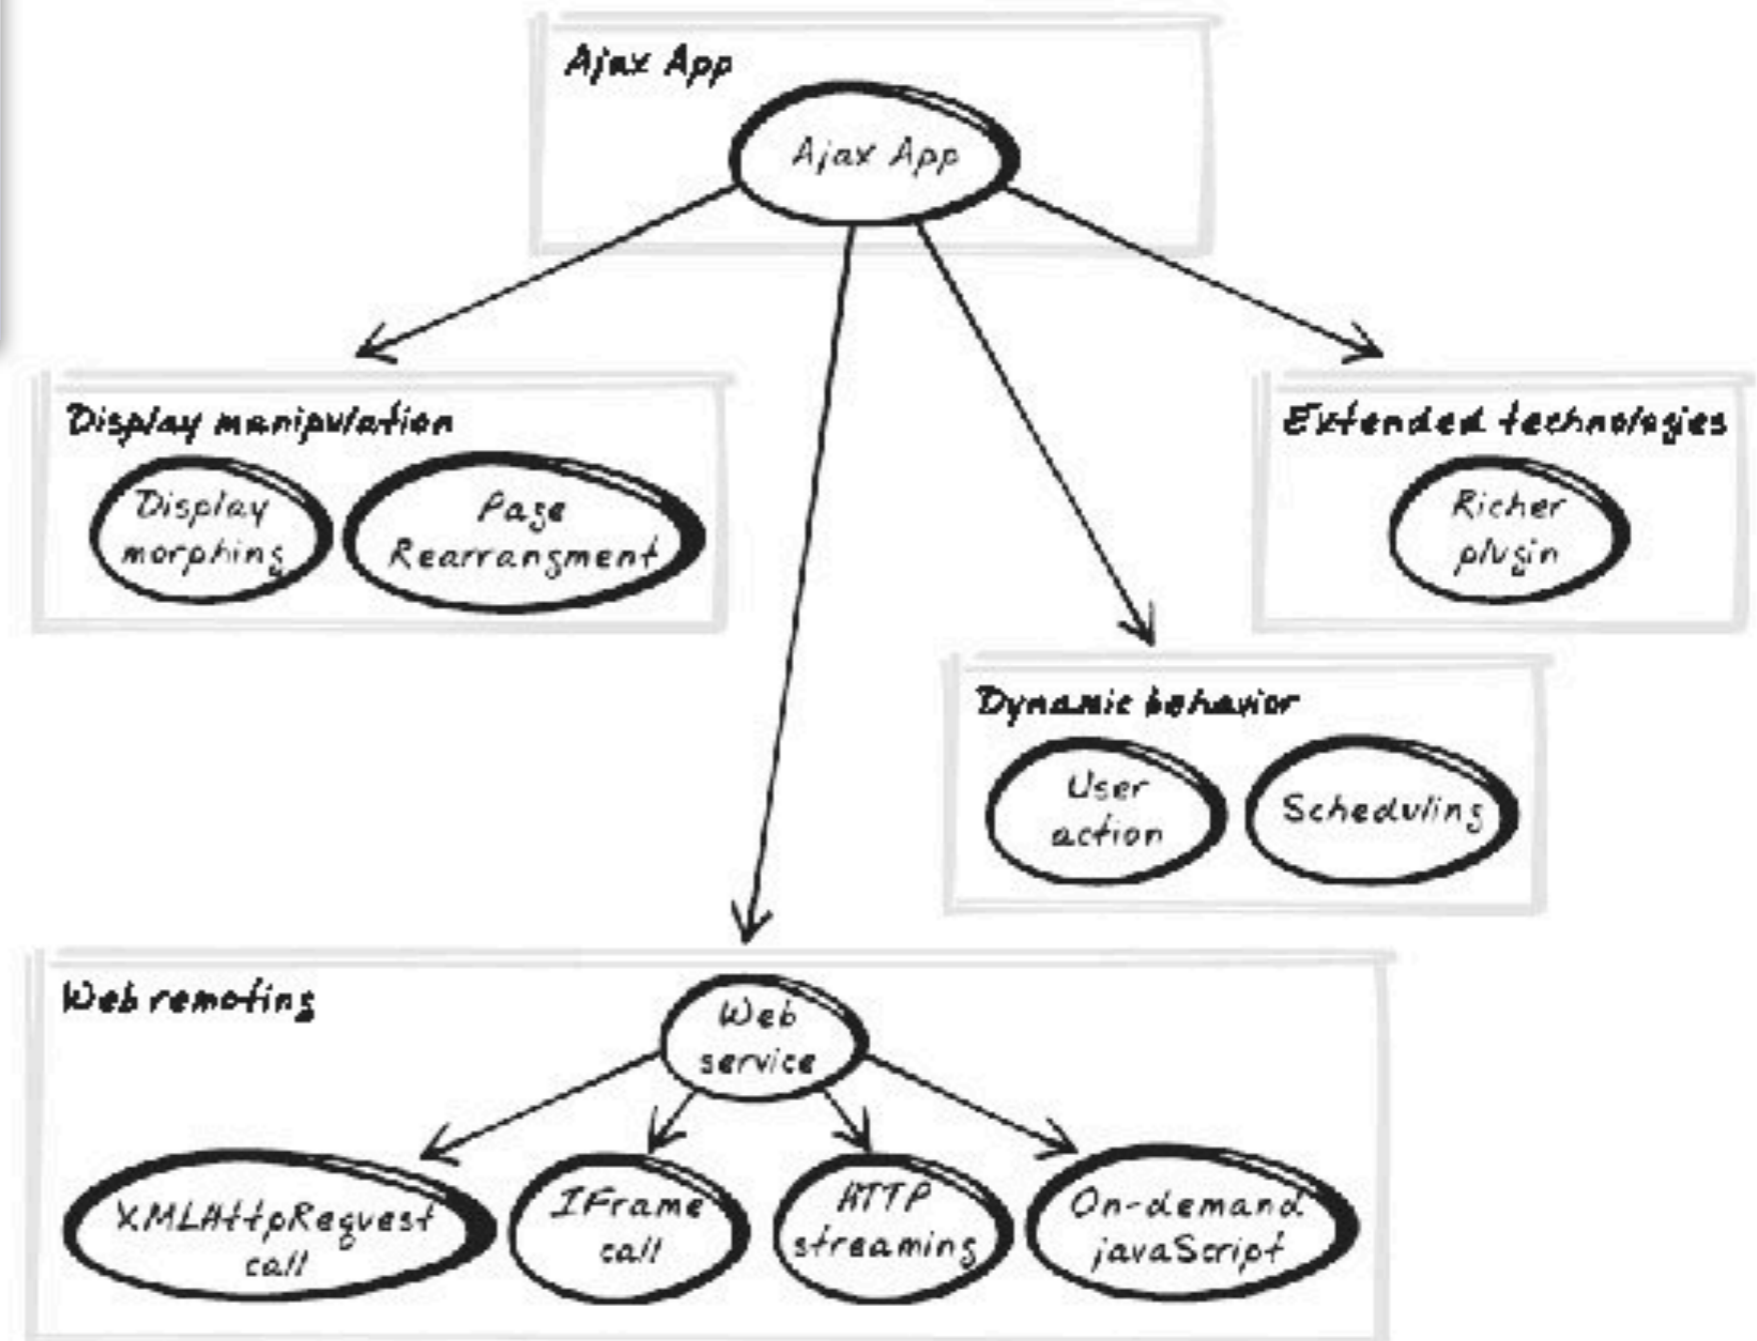 Ajax App
Ajax App
Display manipulation
Display
morphing
Page
Rearrangment
Extended technologies
Richer
plugin
Dynamic behavior
User
action
Scheduling
Web remoting
Web
service
XMLHttpRequest
call
IFrame
call
HTTP
streaming
On-demand
javaScript